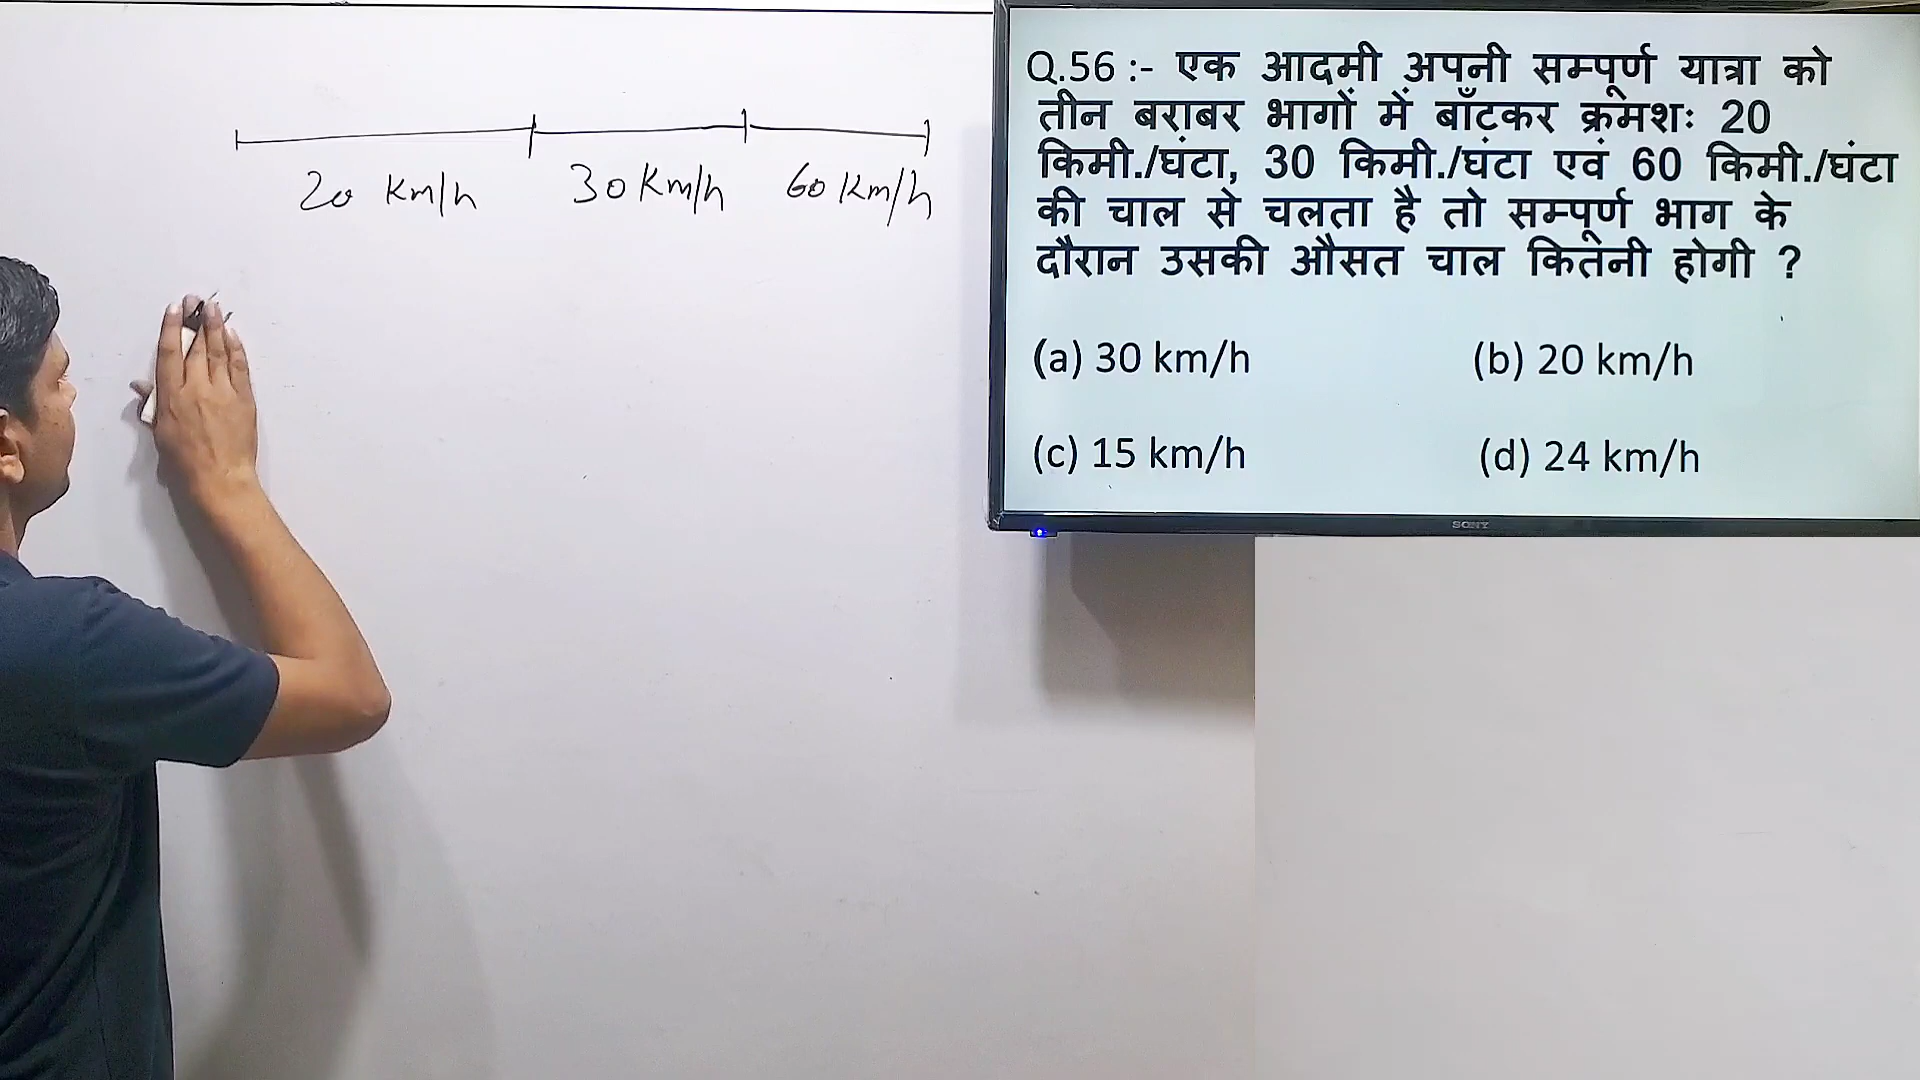 20 Km/h 30 Km/h 60 Km/h
Q.56 :- एक आदमी अपनी सम्पूर्ण यात्रा को
तीन बराबर भागों में बाँटकर क्रमशः 20
किमी./घंटा, 30 किमी./घंटा एवं 60 किमी./घंटा
की चाल से चलता है तो सम्पूर्ण भाग के
दौरान उसकी औसत चाल कितनी होगी ?
(a) 30 km/h (b) 20 km/h
(c) 15 km/h (d) 24 km/h
SONY